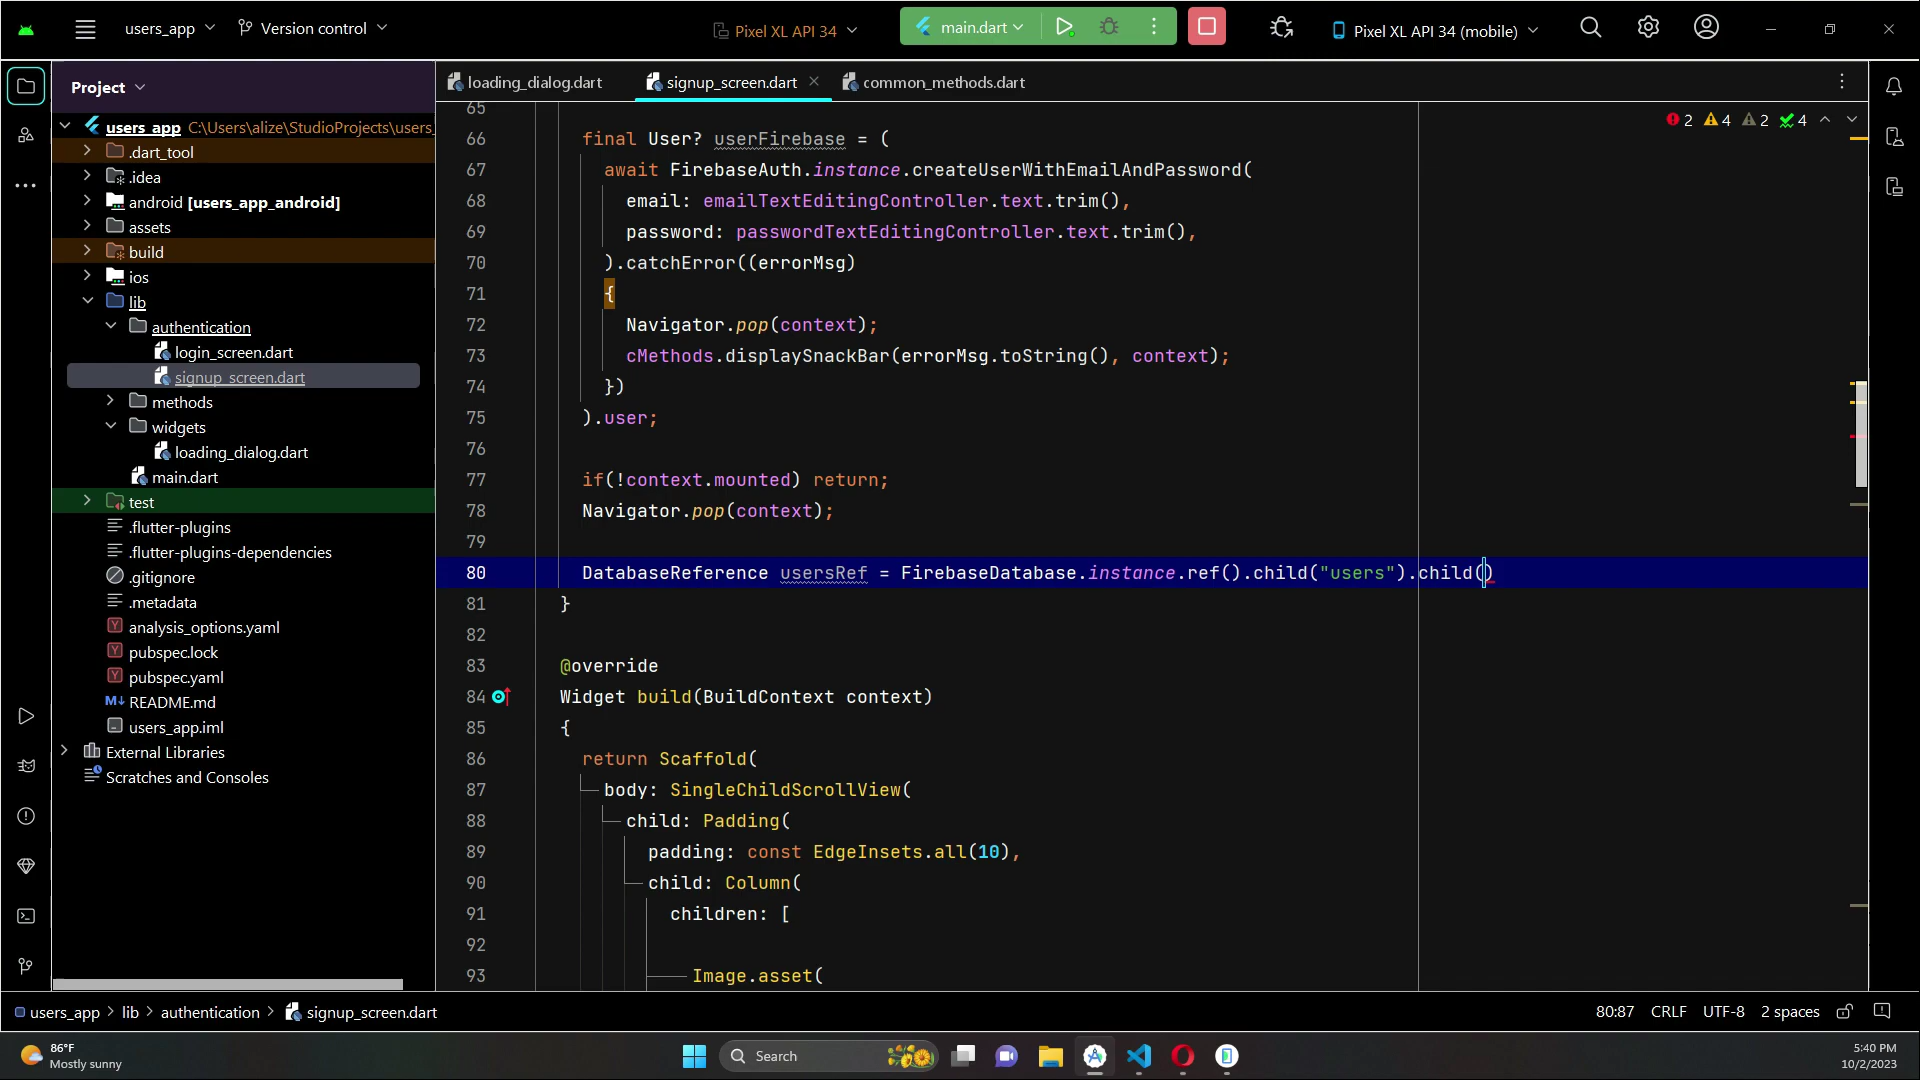 users_app
Version control
Pixel XL API 34
main.dart
Pixel XL API 34 (mobile)
Project
loading_dialog.dart
signup_screen.dart
common_methods.dart
users_app C:\Users\alize\StudioProjects\users_
.dart_tool
.idea
android [users_app_android]
assets
build
ios
lib
authentication
login_screen.dart
signup_screen.dart
methods
widgets
loading_dialog.dart
main.dart
test
.flutter-plugins
.flutter-plugins-dependencies
.gitignore
.metadata
analysis_options.yaml
pubspec.lock
pubspec.yaml
README.md
users_app.iml
External Libraries
Scratches and Consoles
2 4 2 4
65
66 final User? userFirebase = (
67 await FirebaseAuth.instance.createUserWithEmailAndPassword(
68 email: emailTextEditingController.text.trim(),
69 password: passwordTextEditingController.text.trim(),
70 ).catchError((errorMsg)
71 {
72 Navigator.pop(context);
73 cMethods.displaySnackBar(errorMsg.toString(), context);
74 })
75 ).user;
76
77 if(!context.mounted) return;
78 Navigator.pop(context);
79
80 DatabaseReference usersRef = FirebaseDatabase.instance.ref().child("users").child()
81 }
82
83 @override
84 Widget build(BuildContext context)
85 {
86 return Scaffold(
87 body: SingleChildScrollView(
88 child: Padding(
89 padding: const EdgeInsets.all(10),
90 child: Column(
91 children: [
92
93 Image.asset(
users_app > lib > authentication > signup_screen.dart
80:87 CRLF UTF-8 2 spaces
86°F
Mostly sunny
Search
5:40 PM
10/2/2023